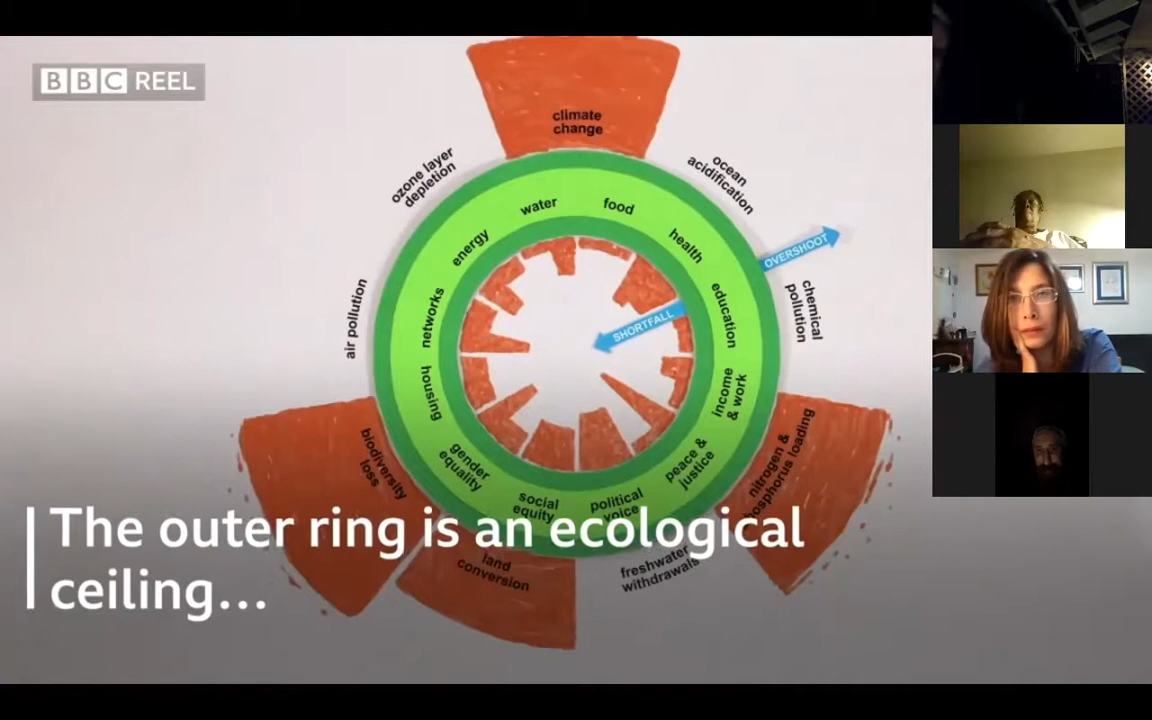 BBC REEL
climate
change
ozone layer
depletion
ocean
acidification
water
food
energy
health
OVERSHOOT
air pollution
networks
education
chemical
pollution
SHORTFALL
housing
income
& work
biodiversity
loss
gender
equality
peace &
justice
nitrogen &
phosphorus loading
social
equity
political
voice
land
conversion
freshwater
withdrawals
The outer ring is an ecological
ceiling...